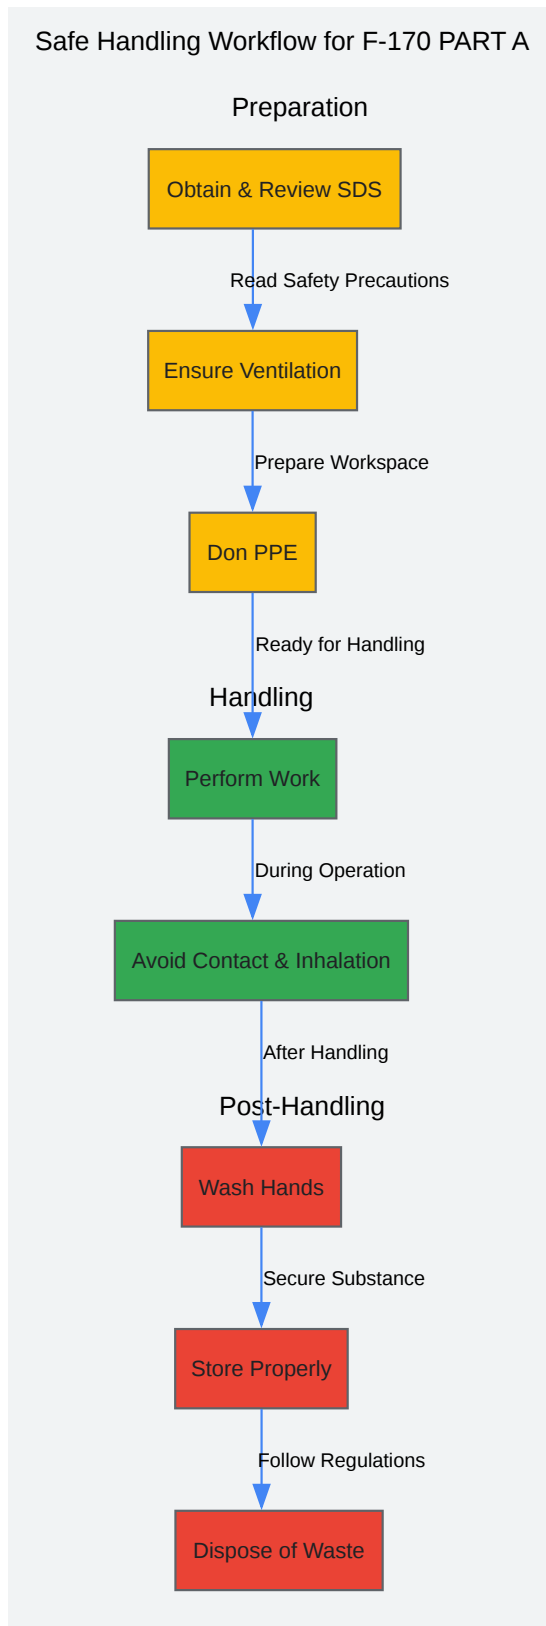 Safe Handling Workflow for F-170 PART A
Preparation
Obtain & Review SDS
Read Safety Precautions
Ensure Ventilation
Prepare Workspace
Don PPE
Ready for Handling
Handling
Perform Work
During Operation
Avoid Contact & Inhalation
After Handling
Post-Handling
Wash Hands
Secure Substance
Store Properly
Follow Regulations
Dispose of Waste